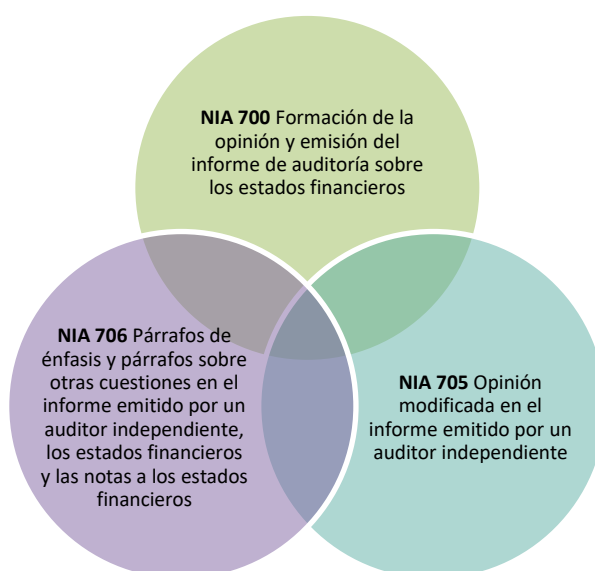 NIA 700 Formación de la
opinión y emisión del
informe de auditoría sobre
los estados financieros
NIA 706 Párrafos de
énfasis y párrafos sobre
otras cuestiones en el
informe emitido por un
auditor independiente,
los estados financieros
y las notas a los estados
financieros
NIA 705 Opinión
modificada en el
informe emitido por un
auditor independiente